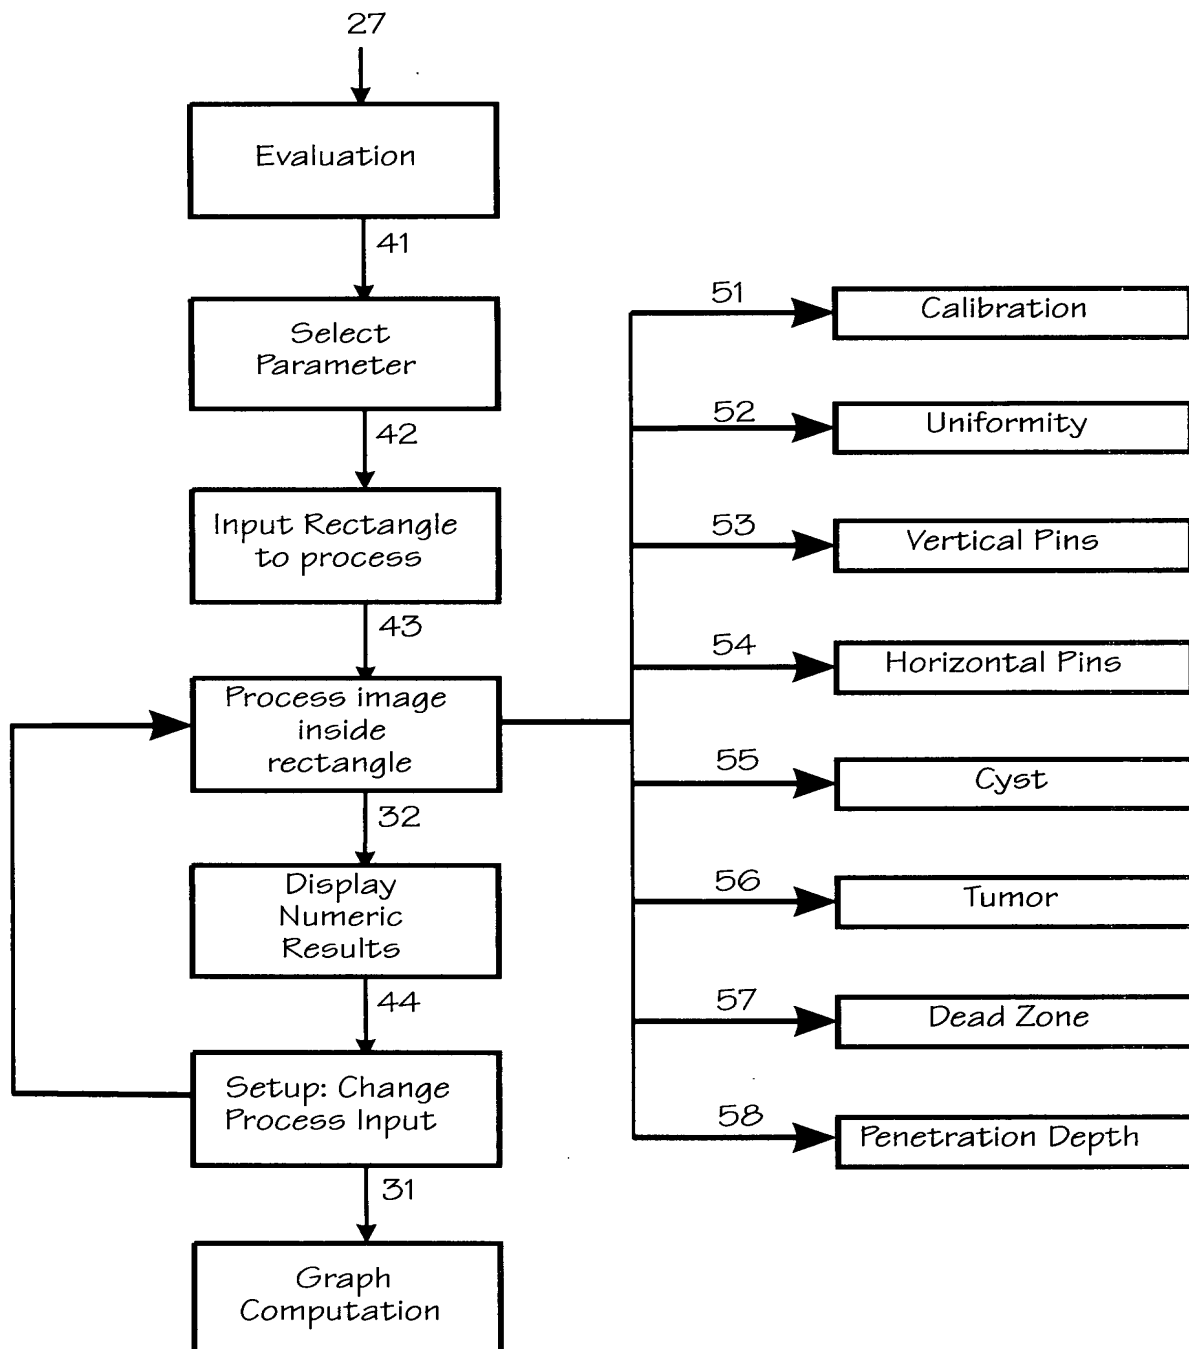 27
Evaluation
41
Select
Parameter
42
Input Rectangle
to process
43
Process image
inside
rectangle
32
Display
Numeric
Results
44
Setup: Change
Process Input
31
Graph
Computation
51
Calibration
52
Uniformity
53
Vertical Pins
54
Horizontal Pins
55
Cyst
56
Tumor
57
Dead Zone
58
Penetration Depth